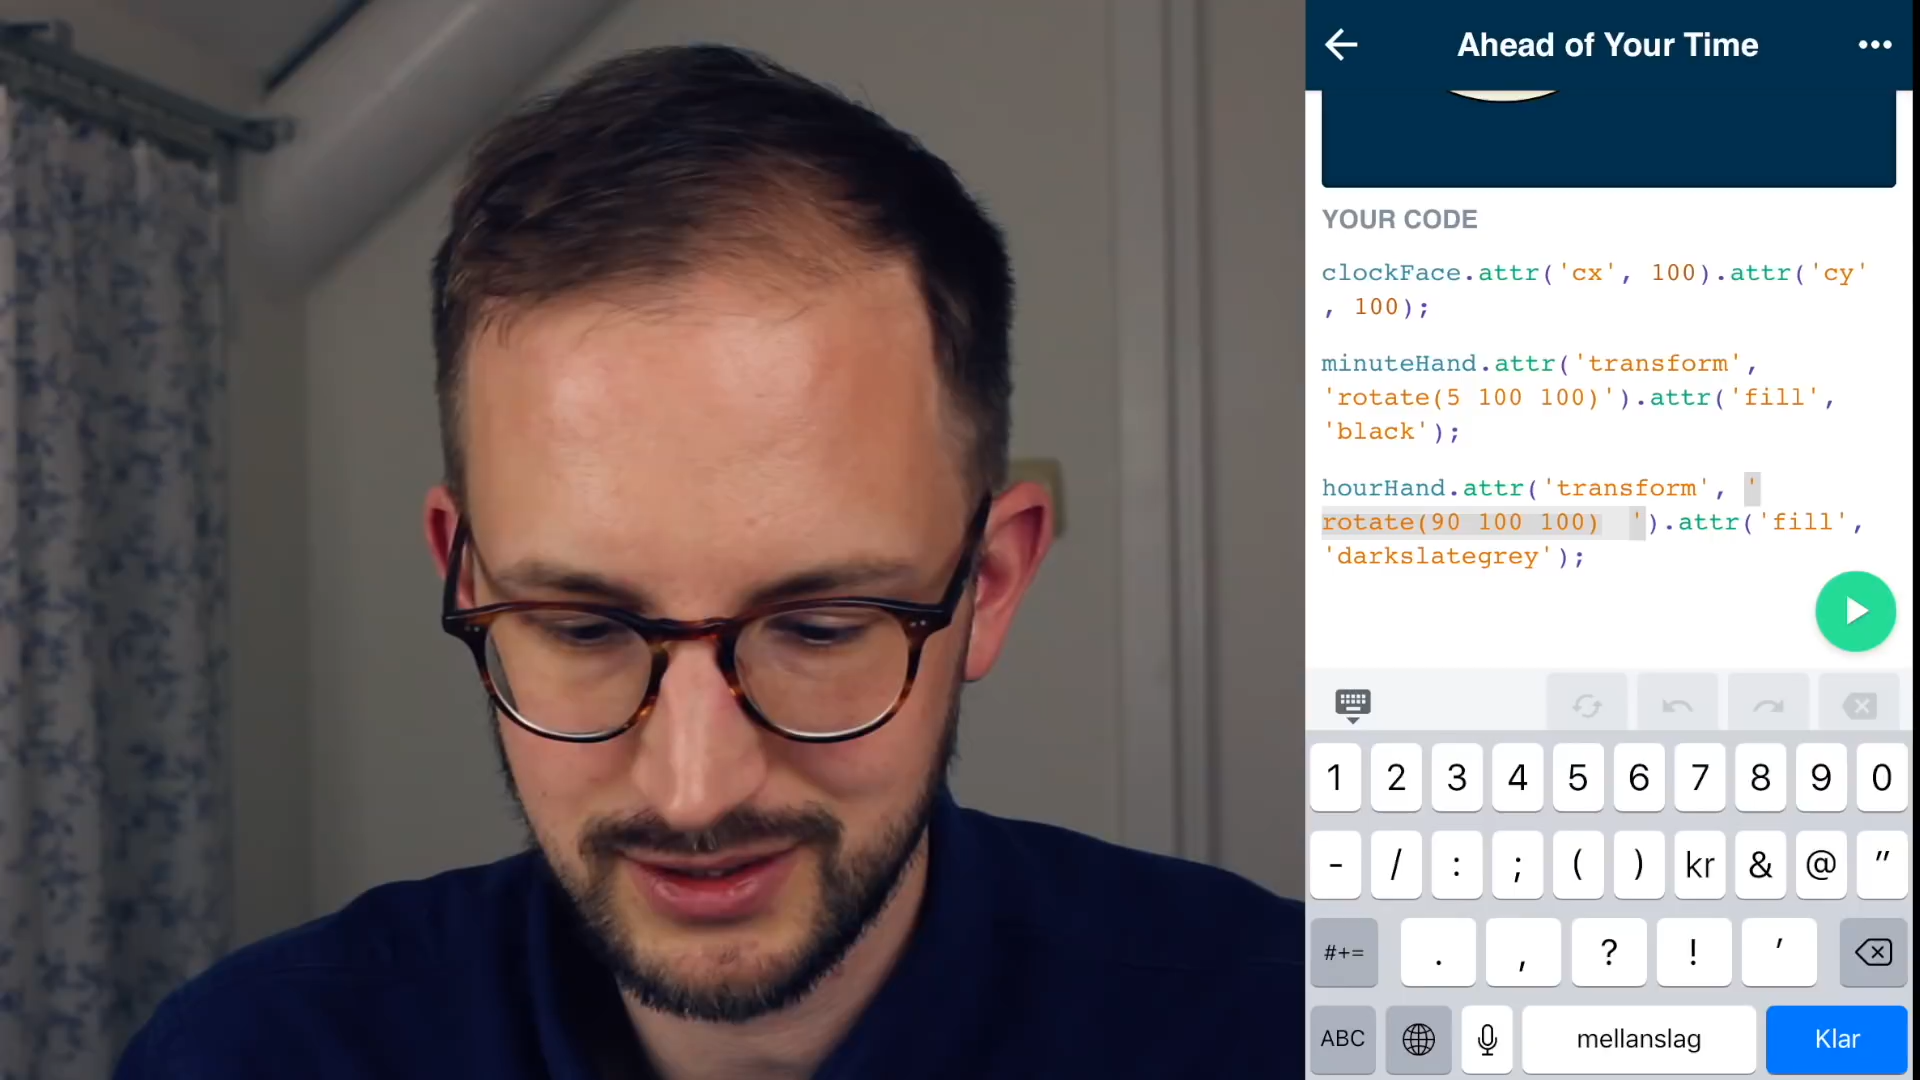 Ahead of Your Time
YOUR CODE
clockFace.attr('cx', 100).attr('cy'
, 100);
minuteHand.attr('transform',
'rotate(5 100 100)').attr('fill',
'black');
hourHand.attr('transform', '
rotate(90 100 100) ').attr('fill',
'darkslategrey');
1 2 3 4 5 6 7 8 9 0
- / : ; ( ) kr & @ "
#+= . , ? ! '
ABC mellanslag Klar